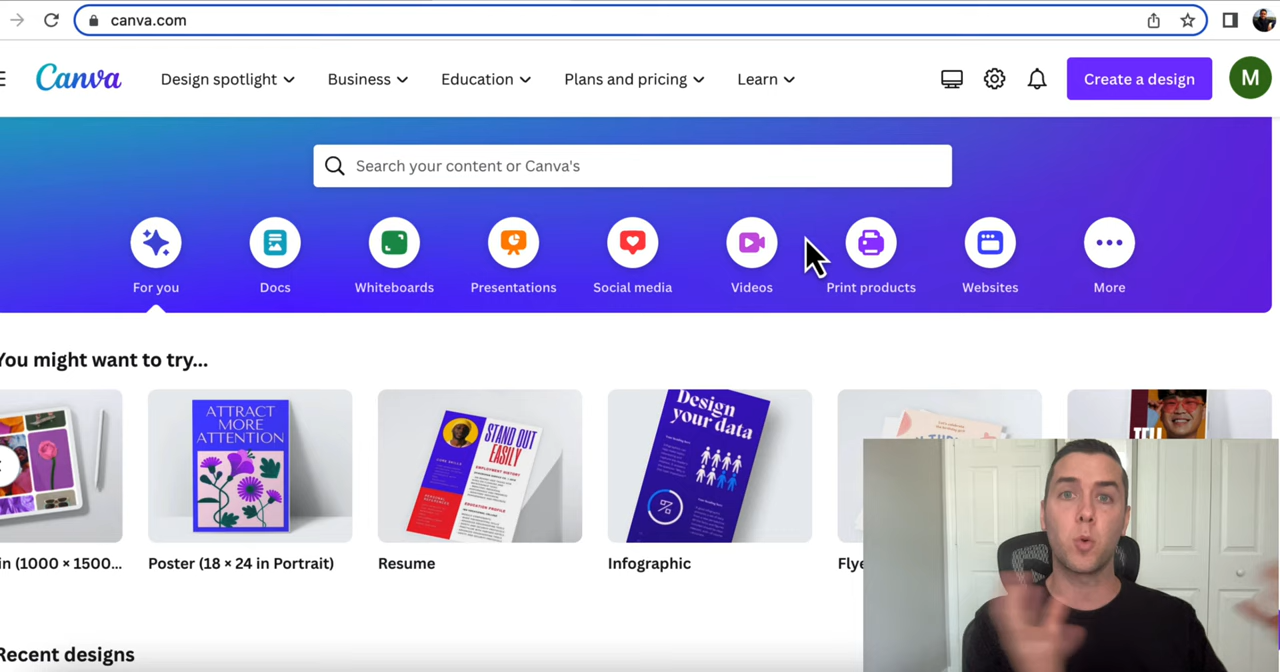 canva.com
Canva
Design spotlight
Business
Education
Plans and pricing
Learn
Create a design
M
Search your content or Canva's
For you
Docs
Whiteboards
Presentations
Social media
Videos
Print products
Websites
More
You might want to try...
ATTRACT
MORE
ATTENTION
STAND OUT
EASILY
Design
your data
in (1000 × 1500...
Poster (18 × 24 in Portrait)
Resume
Infographic
Flye
Recent designs